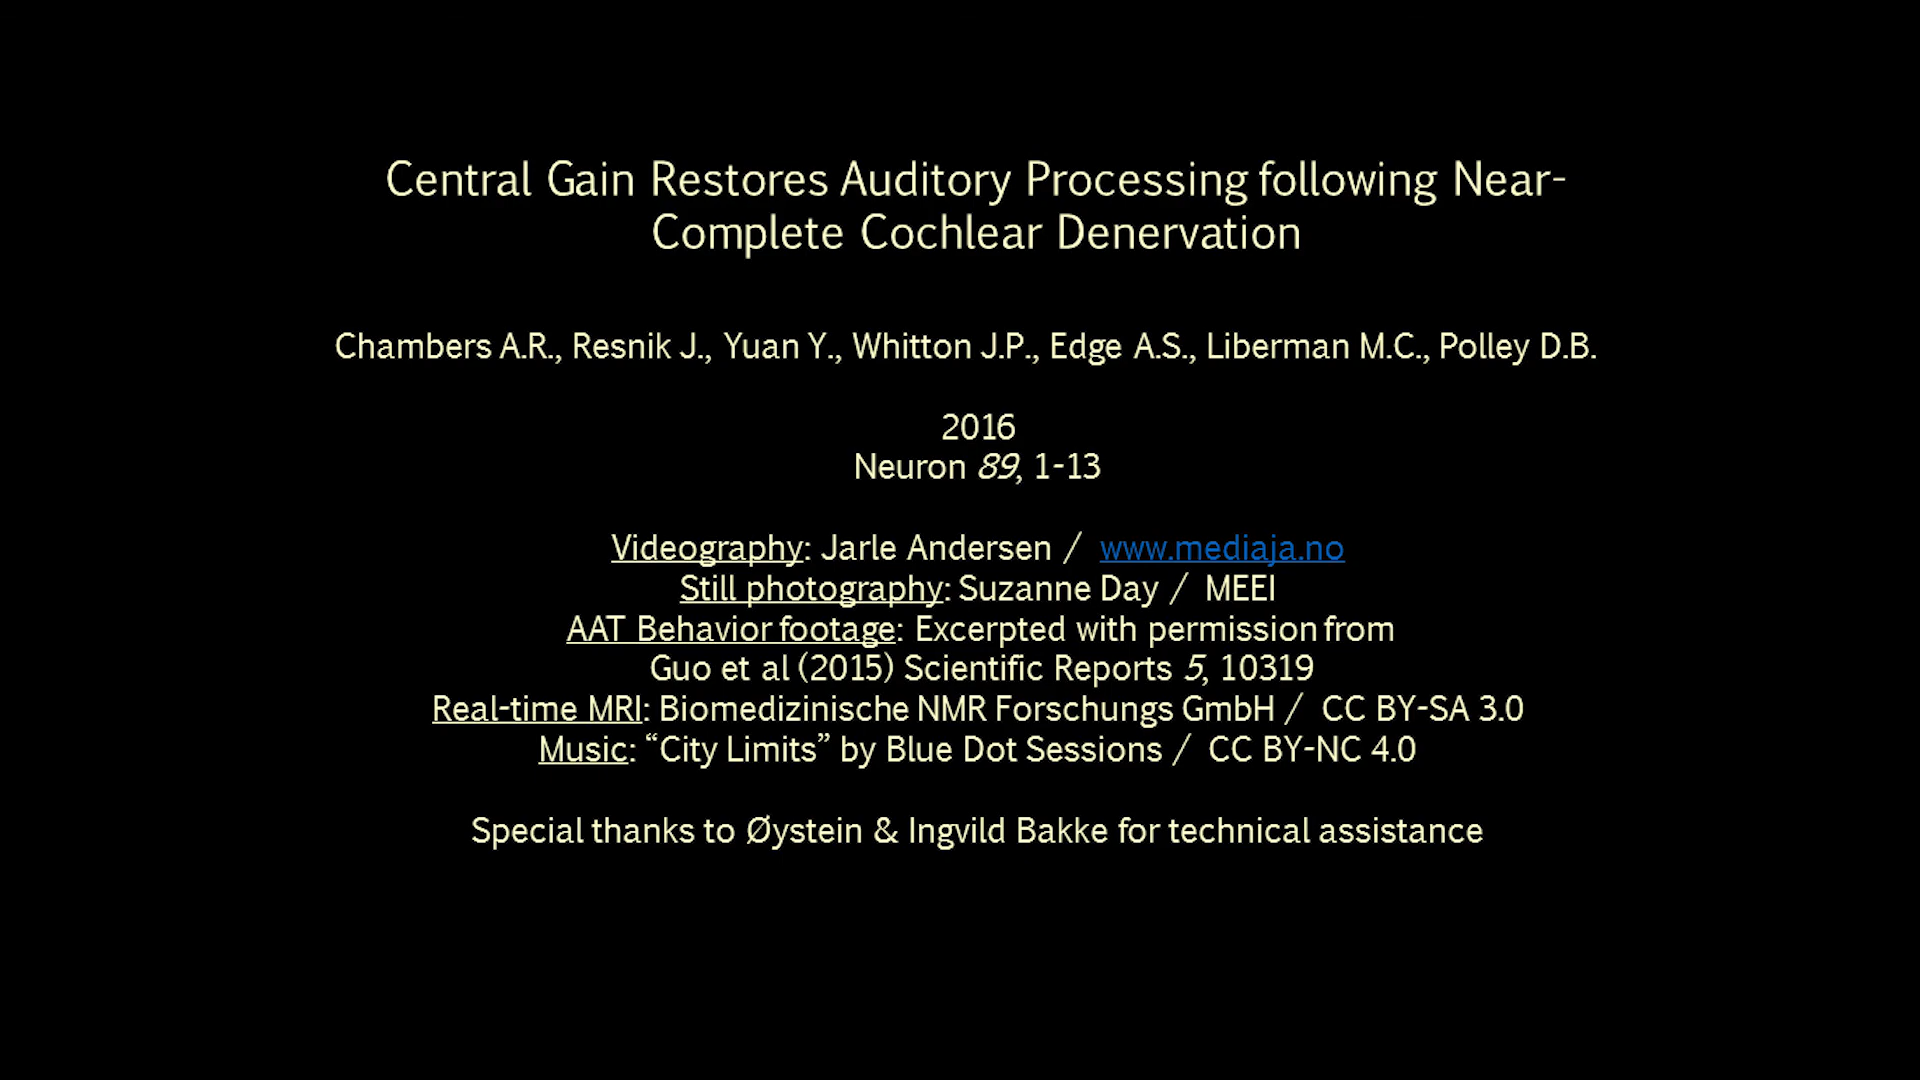 Central Gain Restores Auditory Processing following Near-
Complete Cochlear Denervation
Chambers A.R., Resnik J., Yuan Y., Whitton J.P., Edge A.S., Liberman M.C., Polley D.B.
2016
Neuron 89, 1-13
Videography: Jarle Andersen / www.mediaja.no
Still photography: Suzanne Day / MEEI
AAT Behavior footage: Excerpted with permission from
Guo et al (2015) Scientific Reports 5, 10319
Real-time MRI: Biomedizinische NMR Forschungs GmbH / CC BY-SA 3.0
Music: “City Limits” by Blue Dot Sessions / CC BY-NC 4.0
Special thanks to Øystein & Ingvild Bakke for technical assistance